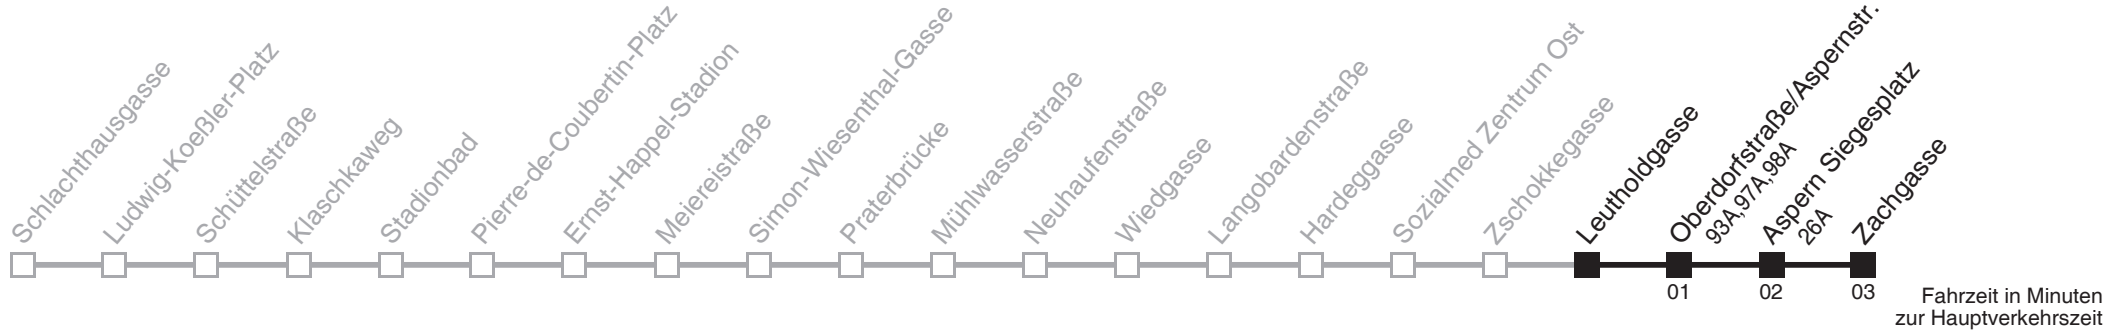 Schlachthausgasse
Ludwig-Koeßler-Platz
Schüttelstraße
Klaschkaweg
Stadionbad
Pierre-de-Coubertin-Platz
Ernst-Happel-Stadion
Meiereistraße
Simon-Wiesenthal-Gasse
Praterbrücke
Mühlwasserstraße
Neuhaufenstraße
Wiedgasse
Langobardenstraße
Hardeggasse
Sozialmed Zentrum Ost
Zschokkegasse
Leutholdgasse
Oberdorfstraße/Aspernstr.
93A,97A,98A
Aspern Siegesplatz
26A
Zachgasse
01
02
03
Fahrzeit in Minuten
zur Hauptverkehrszeit